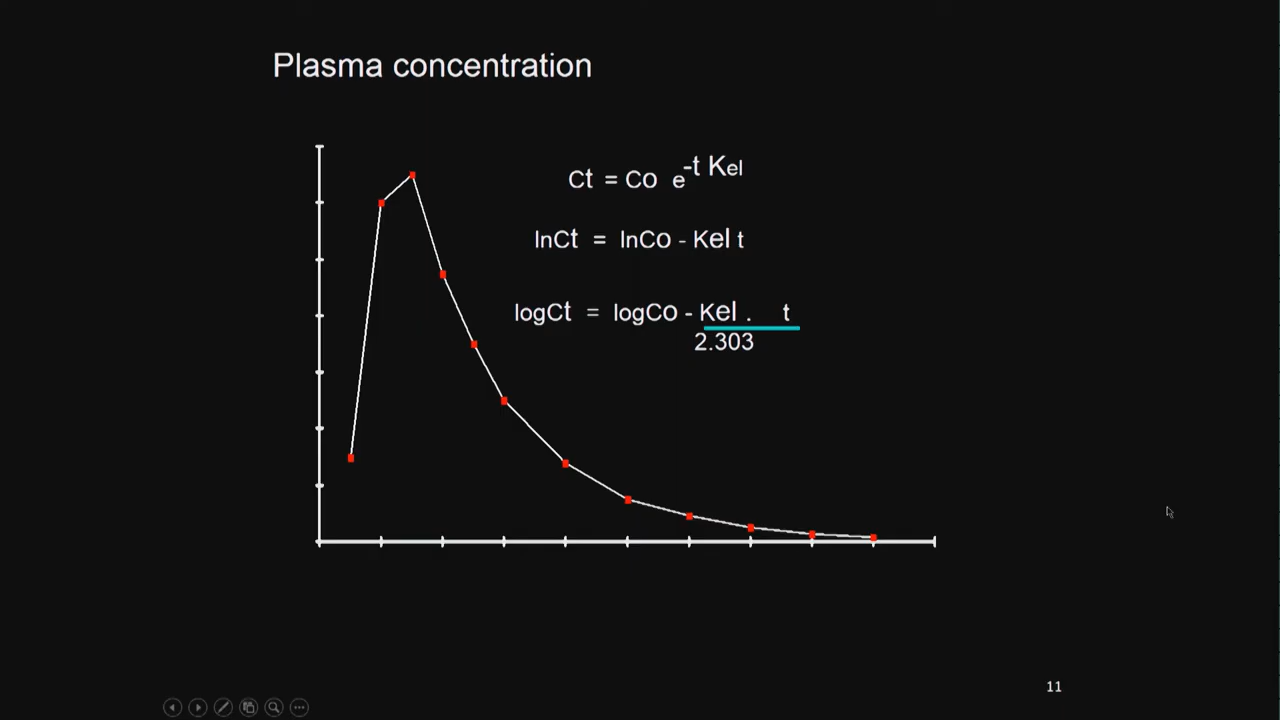 Plasma concentration
Ct = Co e-t Kel
lnCt = lnCo - Kel t
logCt = logCo - Kel . t
2.303
11